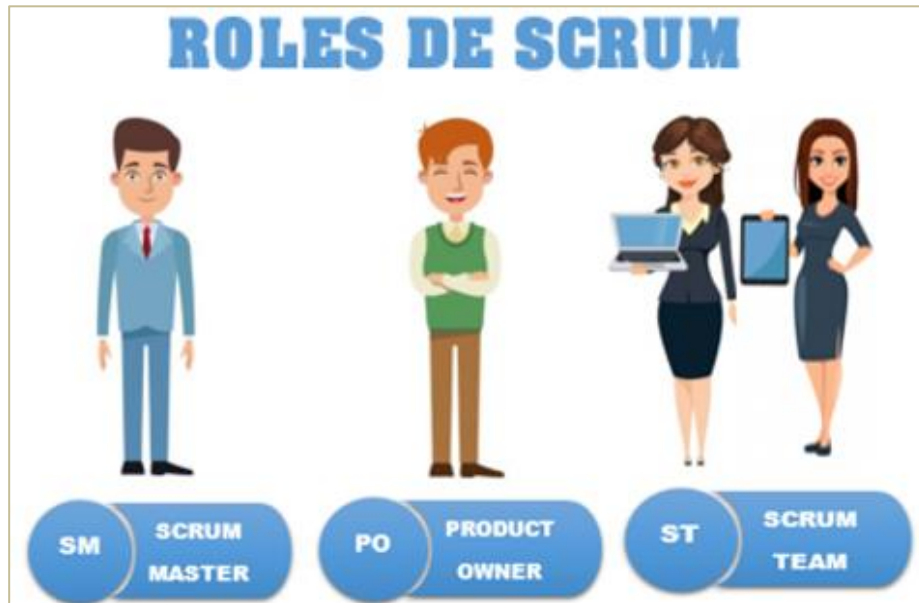 ROLES DE SCRUM
SM
SCRUM
MASTER
PO
PRODUCT
OWNER
ST
SCRUM
TEAM